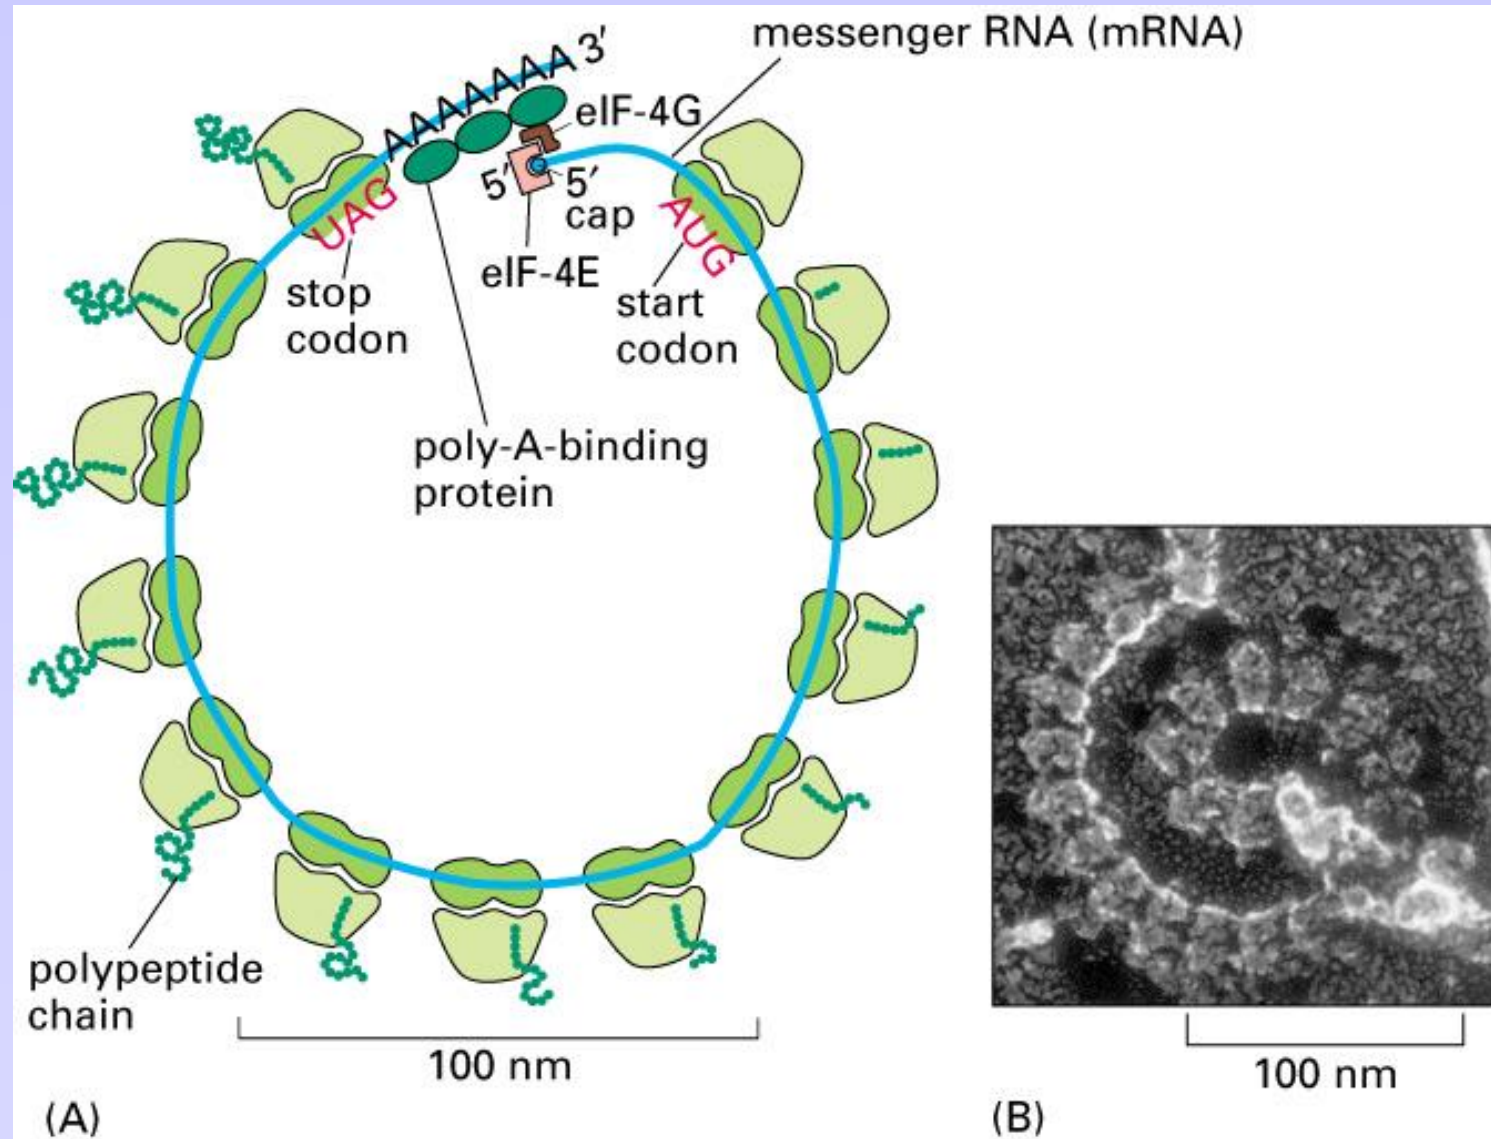 messenger RNA (mRNA)
AAAAAAA 3′
eIF-4G
5′
5′
cap
eIF-4E
UAG
stop
codon
AUG
start
codon
poly-A-binding
protein
polypeptide
chain
100 nm
(A)
100 nm
(B)